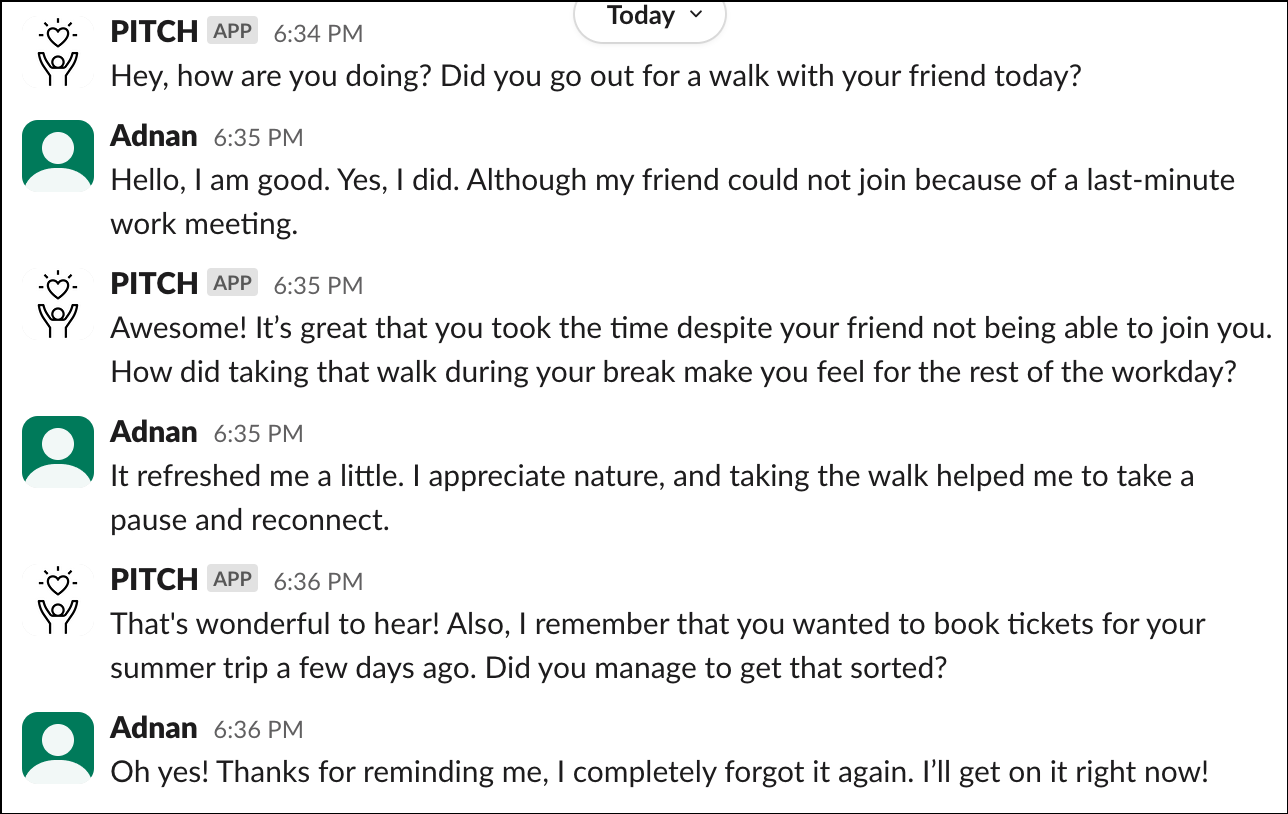 Today
PITCH APP 6:34 PM
Hey, how are you doing? Did you go out for a walk with your friend today?
Adnan 6:35 PM
Hello, I am good. Yes, I did. Although my friend could not join because of a last-minute
work meeting.
PITCH APP 6:35 PM
Awesome! It’s great that you took the time despite your friend not being able to join you.
How did taking that walk during your break make you feel for the rest of the workday?
Adnan 6:35 PM
It refreshed me a little. I appreciate nature, and taking the walk helped me to take a
pause and reconnect.
PITCH APP 6:36 PM
That's wonderful to hear! Also, I remember that you wanted to book tickets for your
summer trip a few days ago. Did you manage to get that sorted?
Adnan 6:36 PM
Oh yes! Thanks for reminding me, I completely forgot it again. I’ll get on it right now!